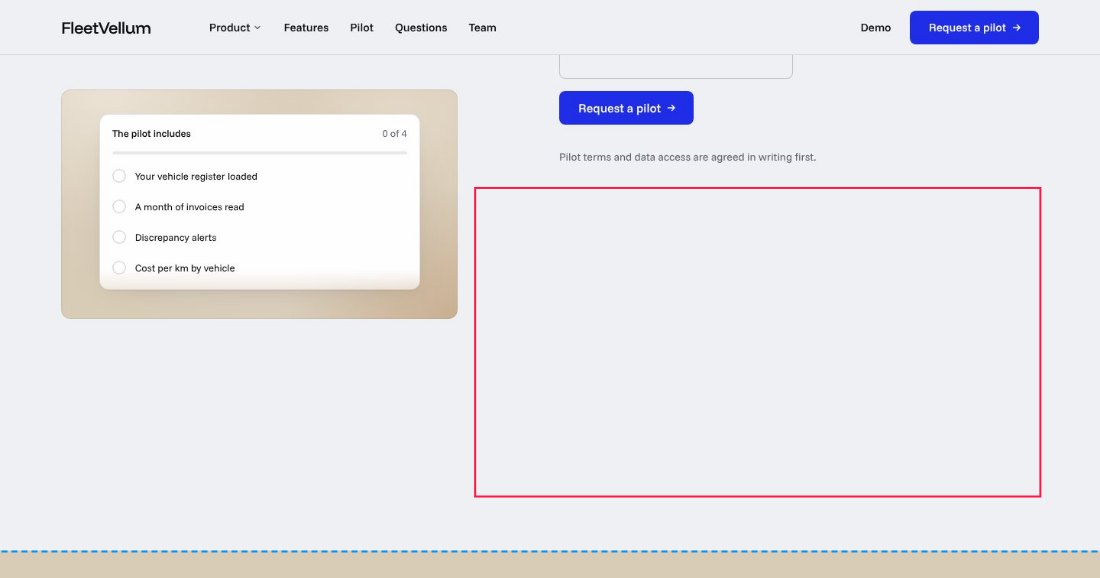 FleetVellum
Product
Features
Pilot
Questions
Team
Demo
Request a pilot →
The pilot includes
0 of 4
Your vehicle register loaded
A month of invoices read
Discrepancy alerts
Cost per km by vehicle
Request a pilot →
Pilot terms and data access are agreed in writing first.